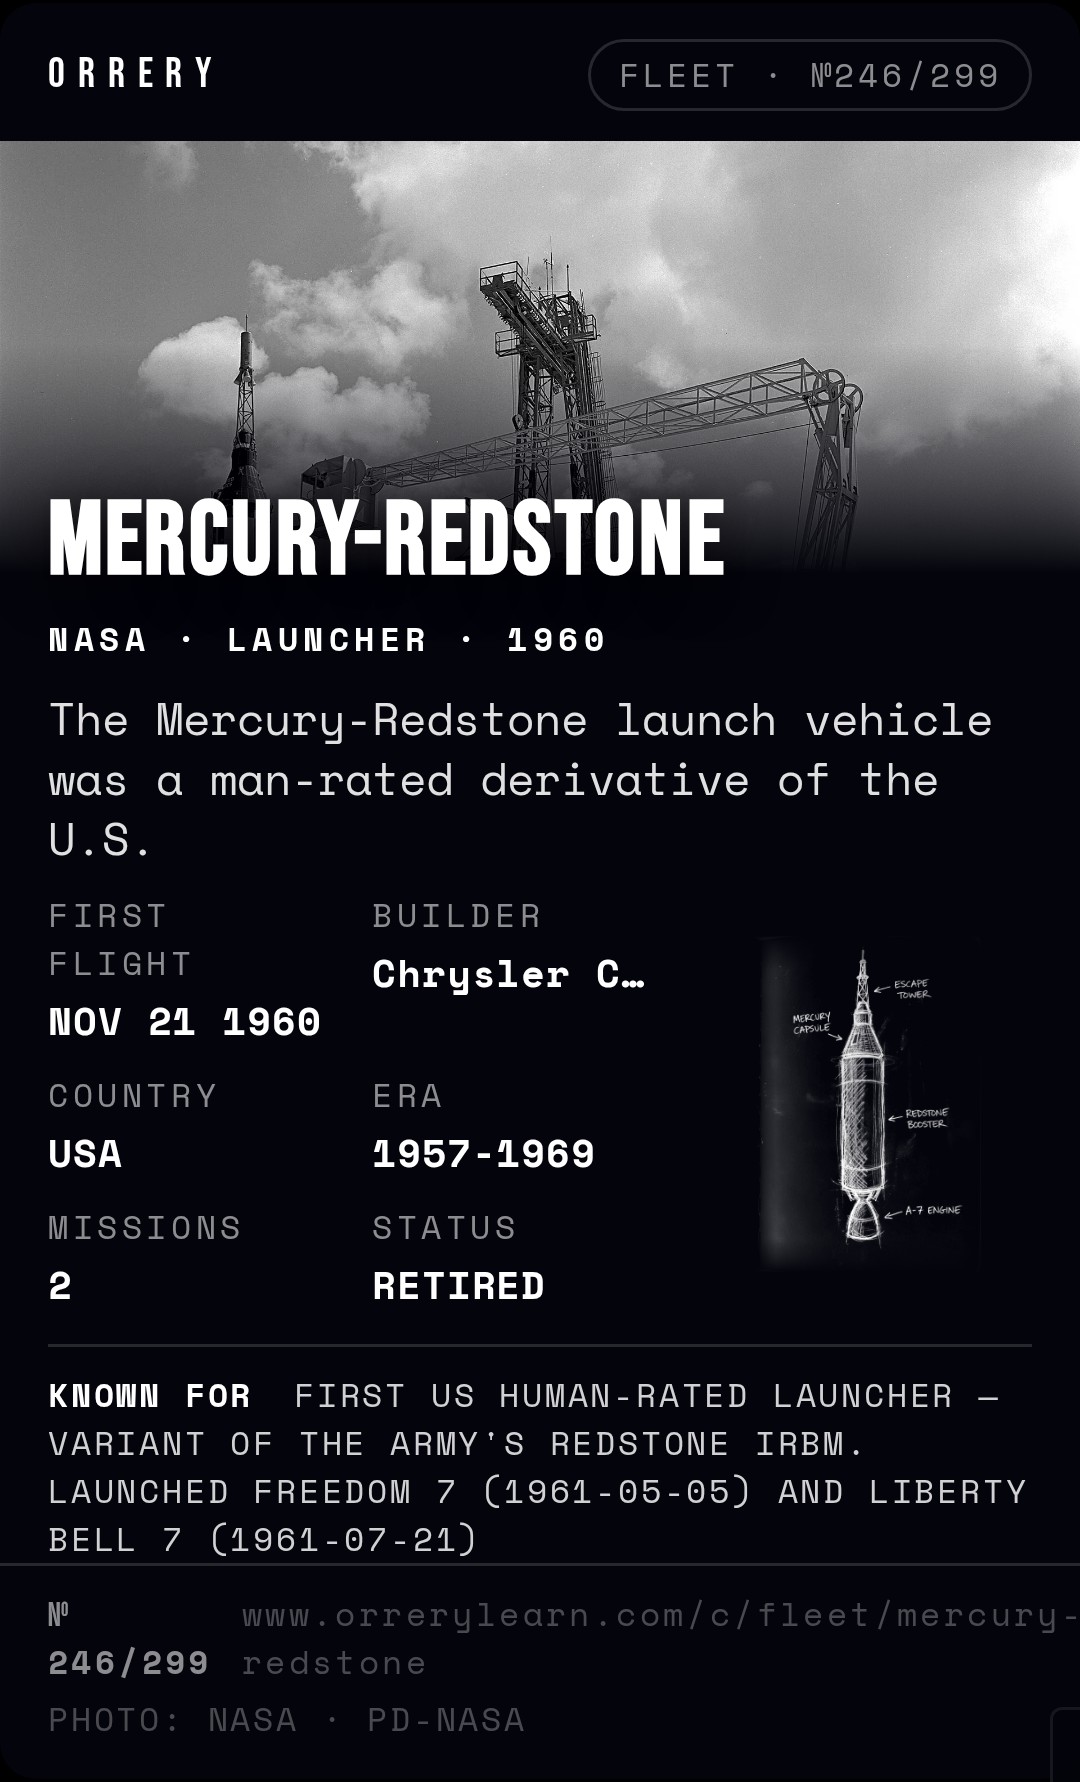 ORRERY
FLEET · №246/299
MERCURY-REDSTONE
NASA · LAUNCHER · 1960
The Mercury-Redstone launch vehicle
was a man-rated derivative of the
U.S.
FIRST
FLIGHT
NOV 21 1960
BUILDER
Chrysler C…
COUNTRY
USA
ERA
1957-1969
MISSIONS
2
STATUS
RETIRED
ESCAPE
TOWER
MERCURY
CAPSULE
REDSTONE
BOOSTER
A-7 ENGINE
KNOWN FOR FIRST US HUMAN-RATED LAUNCHER —
VARIANT OF THE ARMY'S REDSTONE IRBM.
LAUNCHED FREEDOM 7 (1961-05-05) AND LIBERTY
BELL 7 (1961-07-21)
№
246/299
www.orrerylearn.com/c/fleet/mercury-
redstone
PHOTO: NASA · PD-NASA